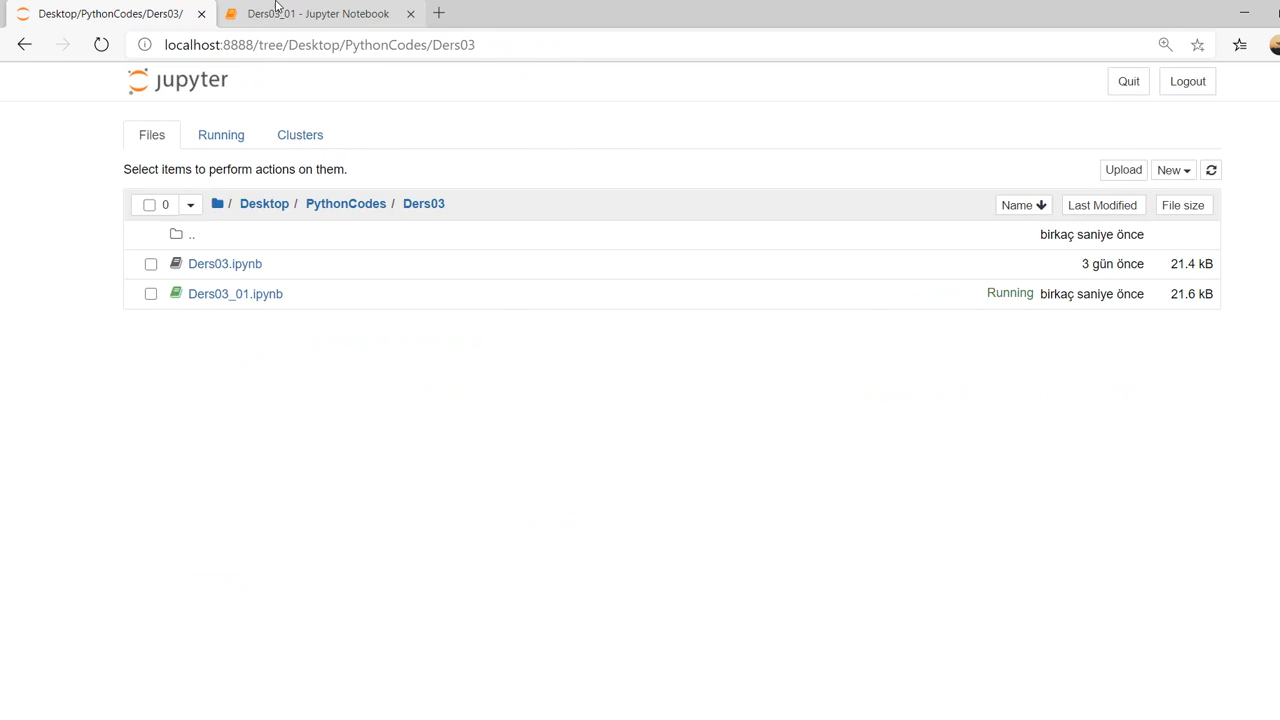 Desktop/PythonCodes/Ders03/
Ders03_01 - Jupyter Notebook
localhost:8888/tree/Desktop/PythonCodes/Ders03
jupyter
Quit
Logout
Files
Running
Clusters
Select items to perform actions on them.
Upload
New
0
/ Desktop / PythonCodes / Ders03
Name
Last Modified
File size
..
birkaç saniye önce
Ders03.ipynb
3 gün önce
21.4 kB
Ders03_01.ipynb
Running
birkaç saniye önce
21.6 kB